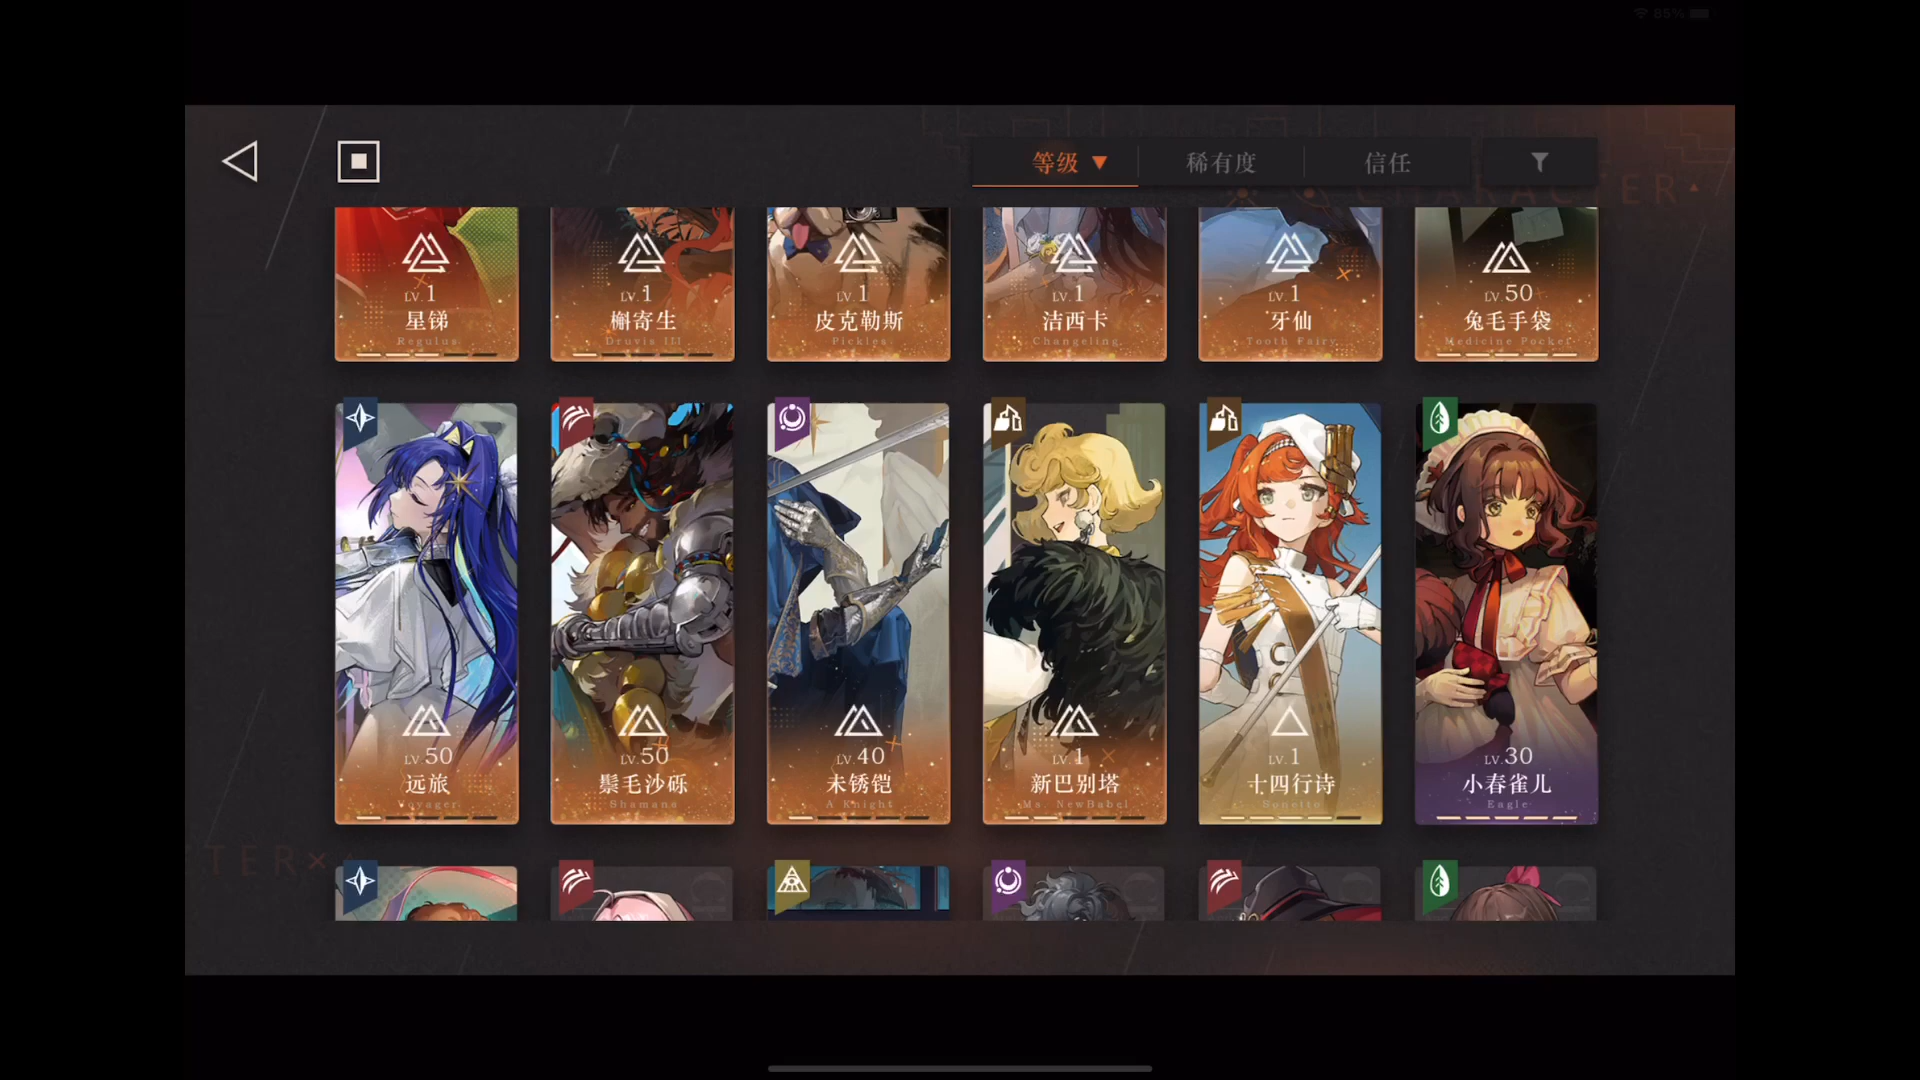 85%
等级 ▼
稀有度
信任
LV.1
星锑
Regulus
LV.1
槲寄生
Druvis III
LV.1
皮克勒斯
Pickles
LV.1
洁西卡
Changeling
LV.1
牙仙
Tooth Fairy
LV.50
兔毛手袋
Medicine Pocket
LV.50
远旅
Voyager
LV.50
鬃毛沙砾
Shamane
LV.40
未锈铠
A Knight
LV.1
新巴别塔
Ms. NewBabel
LV.1
十四行诗
Sonetto
LV.30
小春雀儿
Eagle